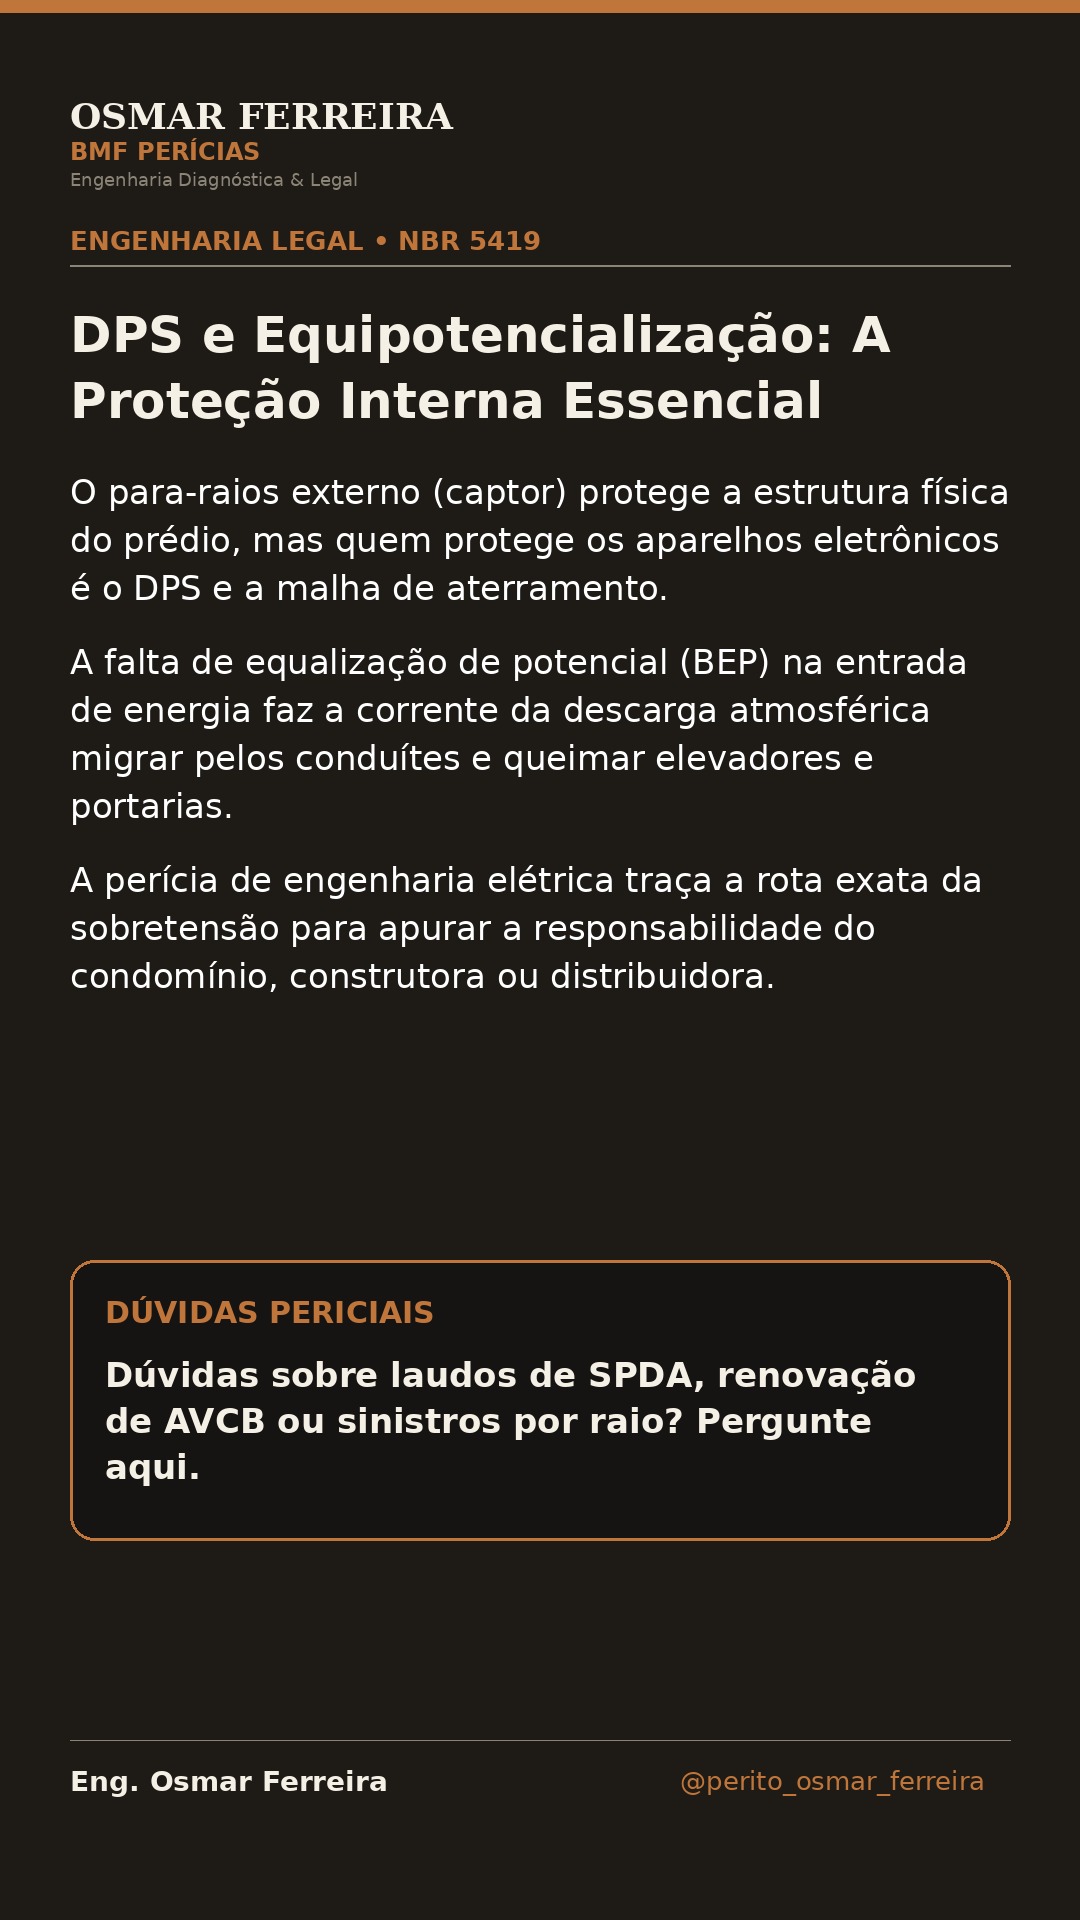 OSMAR FERREIRA
BMF PERÍCIAS
Engenharia Diagnóstica & Legal
ENGENHARIA LEGAL • NBR 5419
DPS e Equipotencialização: A
Proteção Interna Essencial
O para-raios externo (captor) protege a estrutura física
do prédio, mas quem protege os aparelhos eletrônicos
é o DPS e a malha de aterramento.
A falta de equalização de potencial (BEP) na entrada
de energia faz a corrente da descarga atmosférica
migrar pelos conduítes e queimar elevadores e
portarias.
A perícia de engenharia elétrica traça a rota exata da
sobretensão para apurar a responsabilidade do
condomínio, construtora ou distribuidora.
DÚVIDAS PERICIAIS
Dúvidas sobre laudos de SPDA, renovação
de AVCB ou sinistros por raio? Pergunte
aqui.
Eng. Osmar Ferreira
@perito_osmar_ferreira